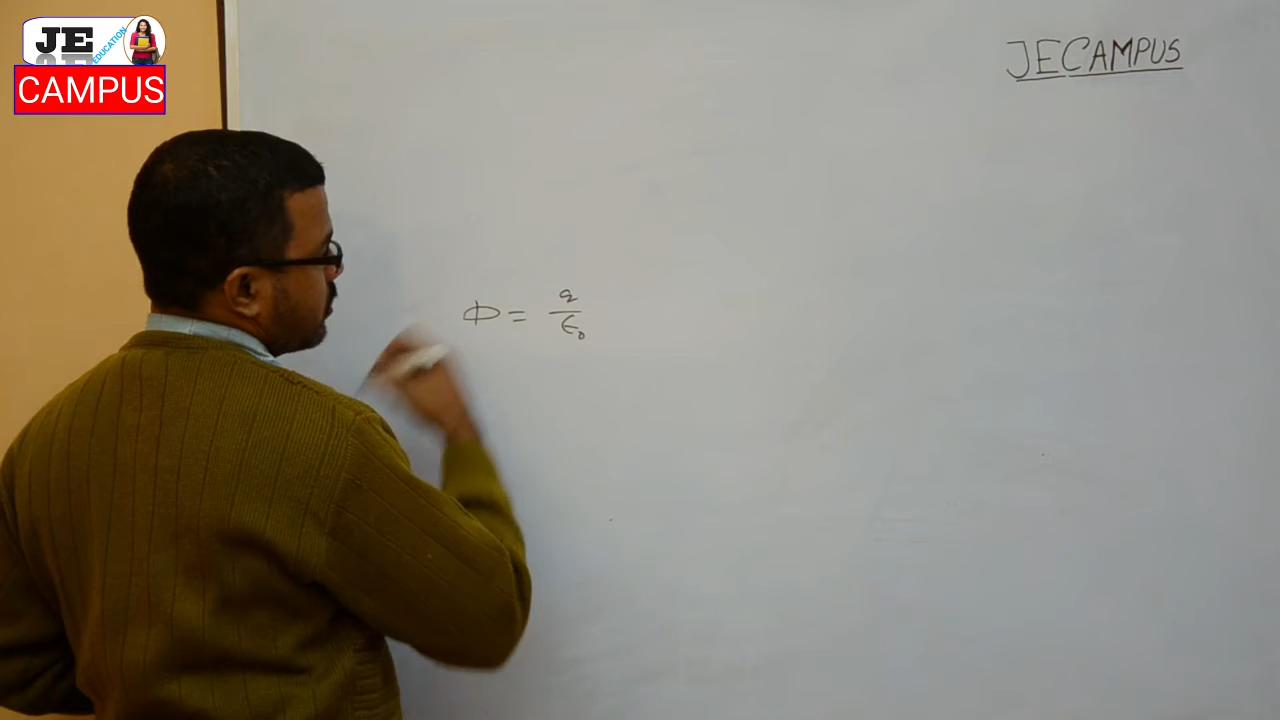 JE
EDUCATION
CAMPUS
JECAMPUS
Φ = q/ε₀